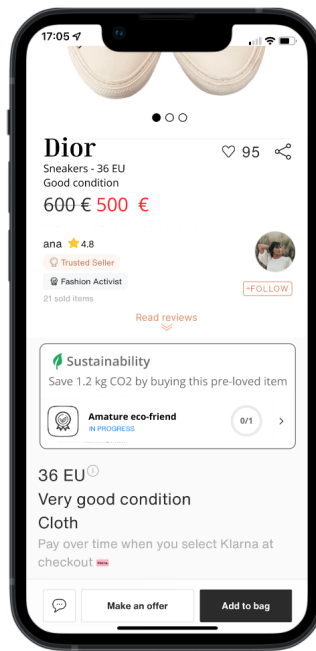 17:05
Dior
95
Sneakers - 36 EU
Good condition
600 € 500 €
ana 4.8
Trusted Seller
Fashion Activist
21 sold items
+FOLLOW
Read reviews
Sustainability
Save 1.2 kg CO2 by buying this pre-loved item
Amature eco-friend
IN PROGRESS
0/1
36 EU
Very good condition
Cloth
Pay over time when you select Klarna at
checkout
Make an offer
Add to bag